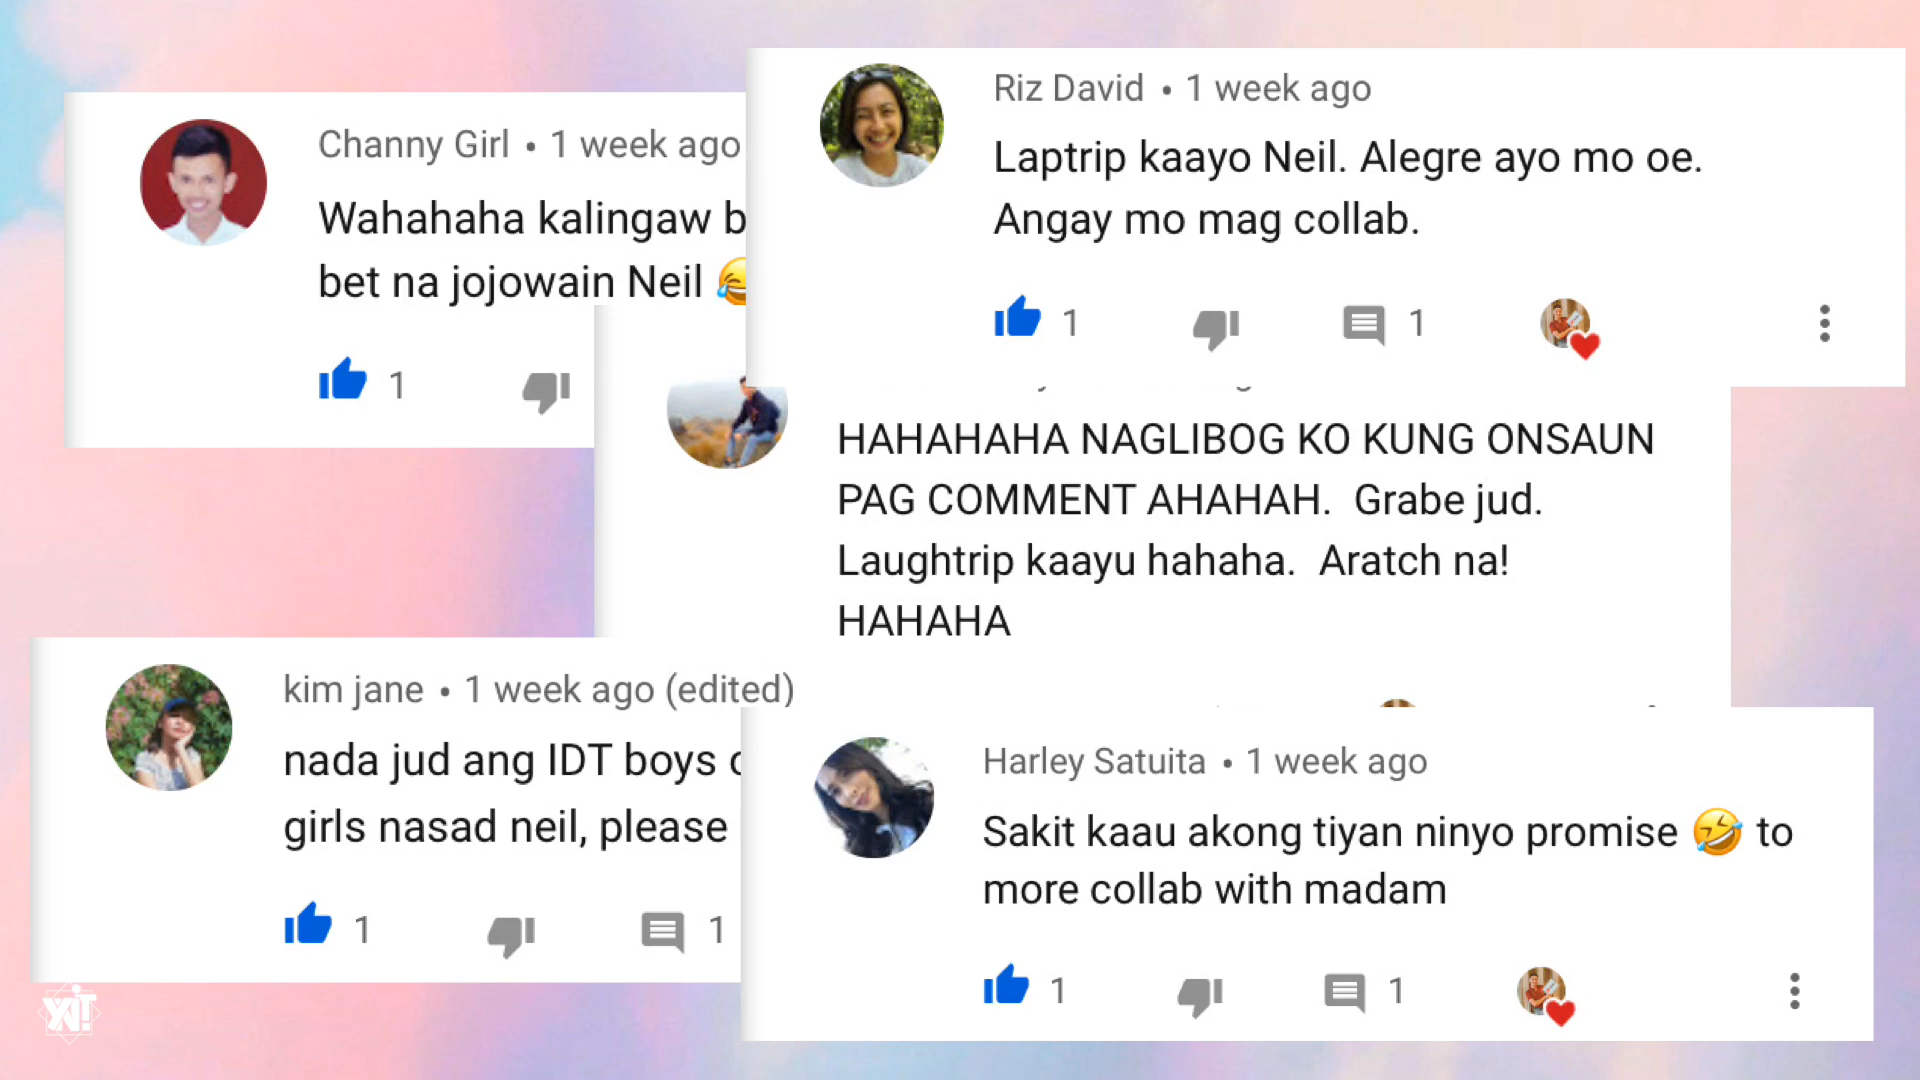 Channy Girl • 1 week ago
Wahahaha kalingaw
bet na jojowain Neil 😂
1
Riz David • 1 week ago
Laptrip kaayo Neil. Alegre ayo mo oe.
Angay mo mag collab.
1 1
HAHAHAHA NAGLIBOG KO KUNG ONSAUN
PAG COMMENT AHAHAH. Grabe jud.
Laughtrip kaayu hahaha. Aratch na!
HAHAHA
kim jane • 1 week ago (edited)
nada jud ang IDT boys
girls nasad neil, please
1 1
Harley Satuita • 1 week ago
Sakit kaau akong tiyan ninyo promise 🤣 to
more collab with madam
1 1